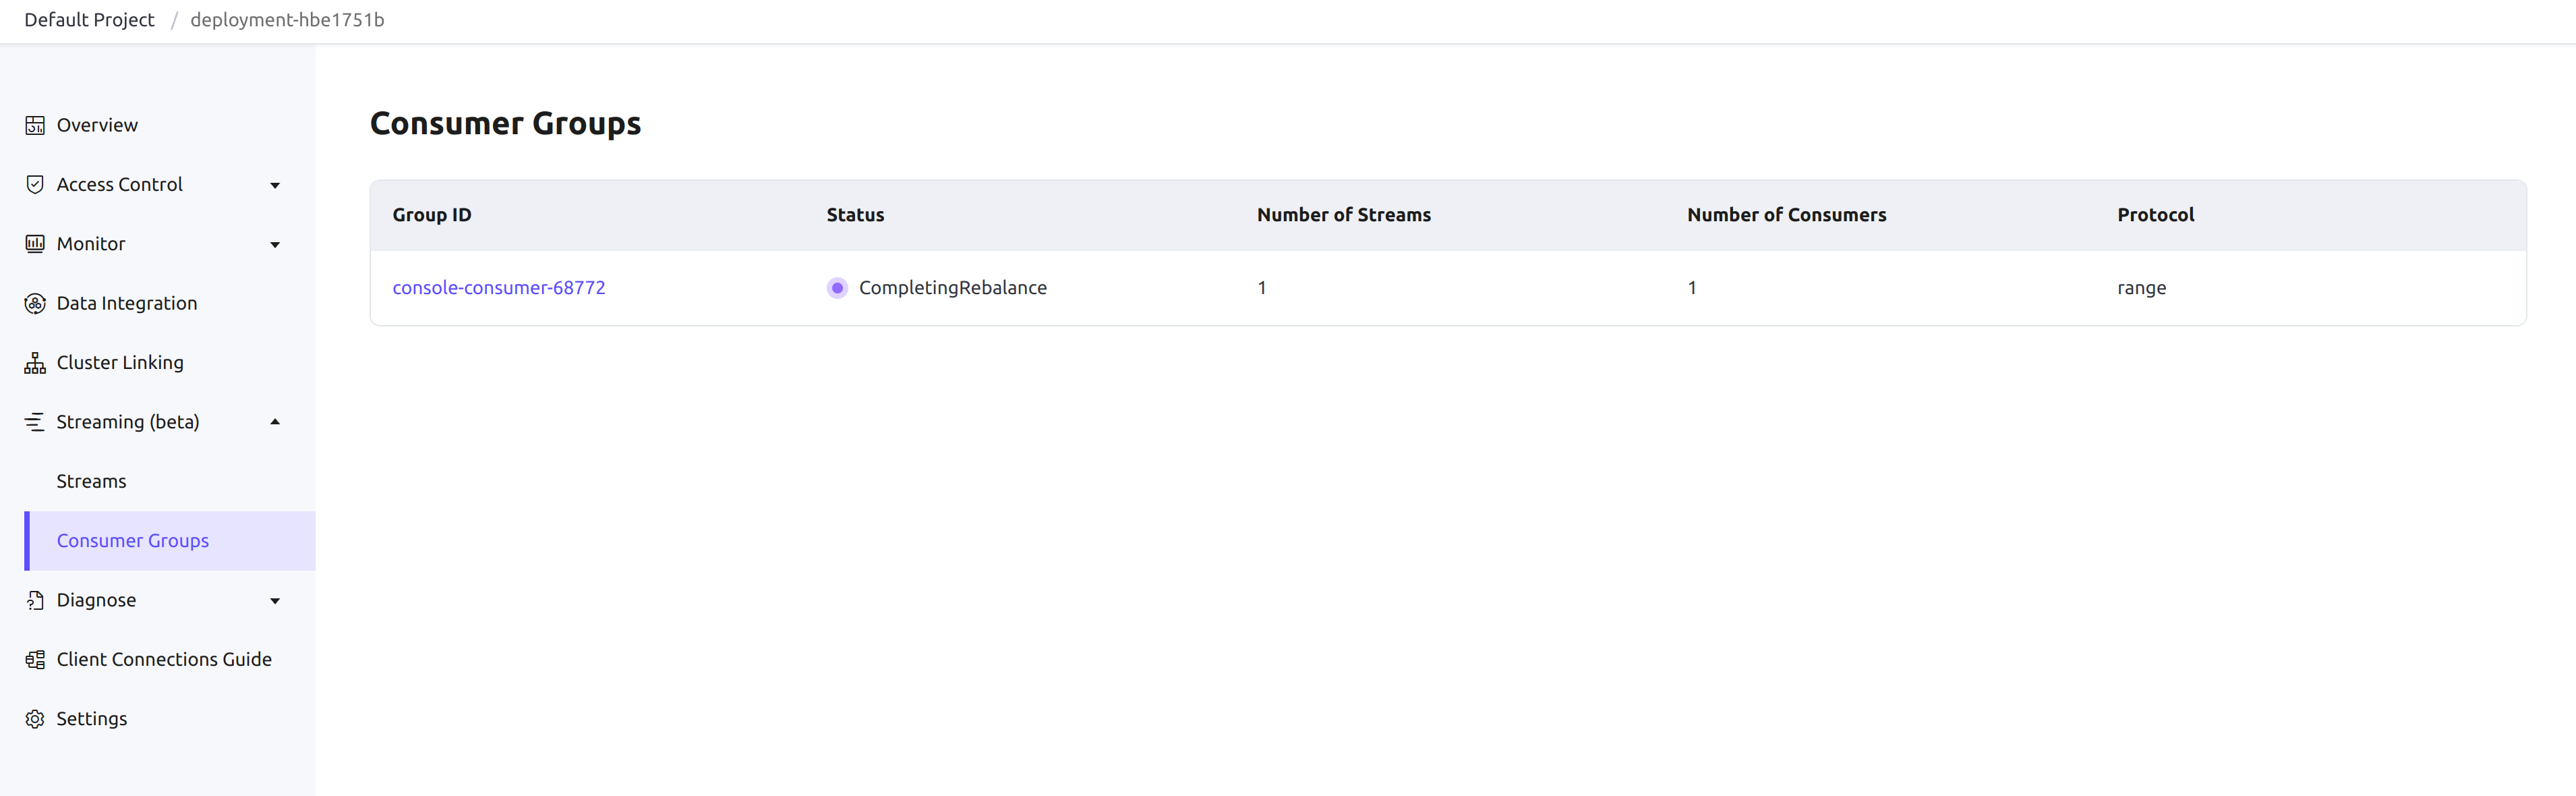 Default Project / deployment-hbe1751b
Overview
Access Control
Monitor
Data Integration
Cluster Linking
Streaming (beta)
Streams
Consumer Groups
Diagnose
Client Connections Guide
Settings
Consumer Groups
Group ID Status Number of Streams Number of Consumers Protocol
console-consumer-68772 CompletingRebalance 1 1 range